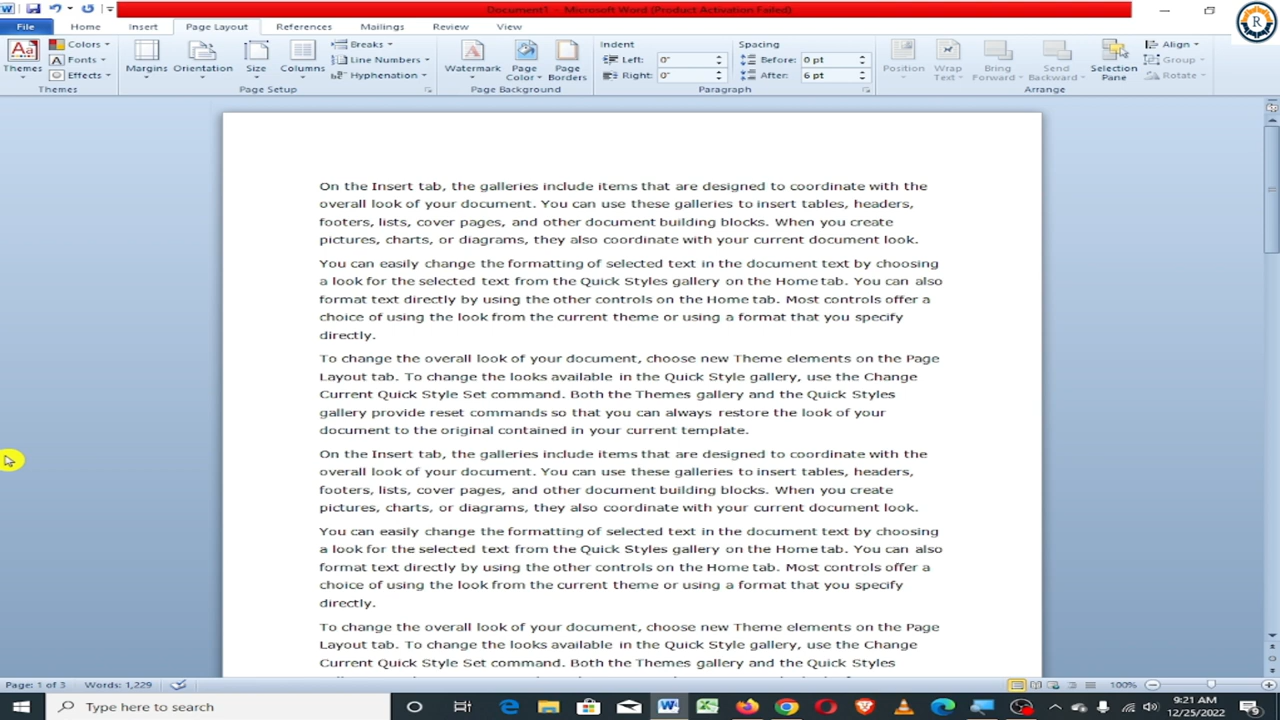 Document1 - Microsoft Word (Product Activation Failed)
File Home Insert Page Layout References Mailings Review View
R
Themes Colors Fonts Effects
Margins Orientation Size Columns Breaks Line Numbers Hyphenation
Watermark Page Color Page Borders
Indent Left: 0" Right: 0"
Spacing Before: 0 pt After: 6 pt
Position Wrap Text Bring Forward Send Backward Selection Pane Align Group Rotate
Themes Page Setup Page Background Paragraph Arrange
On the Insert tab, the galleries include items that are designed to coordinate with the
overall look of your document. You can use these galleries to insert tables, headers,
footers, lists, cover pages, and other document building blocks. When you create
pictures, charts, or diagrams, they also coordinate with your current document look.
You can easily change the formatting of selected text in the document text by choosing
a look for the selected text from the Quick Styles gallery on the Home tab. You can also
format text directly by using the other controls on the Home tab. Most controls offer a
choice of using the look from the current theme or using a format that you specify
directly.
To change the overall look of your document, choose new Theme elements on the Page
Layout tab. To change the looks available in the Quick Style gallery, use the Change
Current Quick Style Set command. Both the Themes gallery and the Quick Styles
gallery provide reset commands so that you can always restore the look of your
document to the original contained in your current template.
On the Insert tab, the galleries include items that are designed to coordinate with the
overall look of your document. You can use these galleries to insert tables, headers,
footers, lists, cover pages, and other document building blocks. When you create
pictures, charts, or diagrams, they also coordinate with your current document look.
You can easily change the formatting of selected text in the document text by choosing
a look for the selected text from the Quick Styles gallery on the Home tab. You can also
format text directly by using the other controls on the Home tab. Most controls offer a
choice of using the look from the current theme or using a format that you specify
directly.
To change the overall look of your document, choose new Theme elements on the Page
Layout tab. To change the looks available in the Quick Style gallery, use the Change
Current Quick Style Set command. Both the Themes gallery and the Quick Styles
Page: 1 of 3 Words: 1,229 100%
Type here to search
9:21 AM
12/25/2022